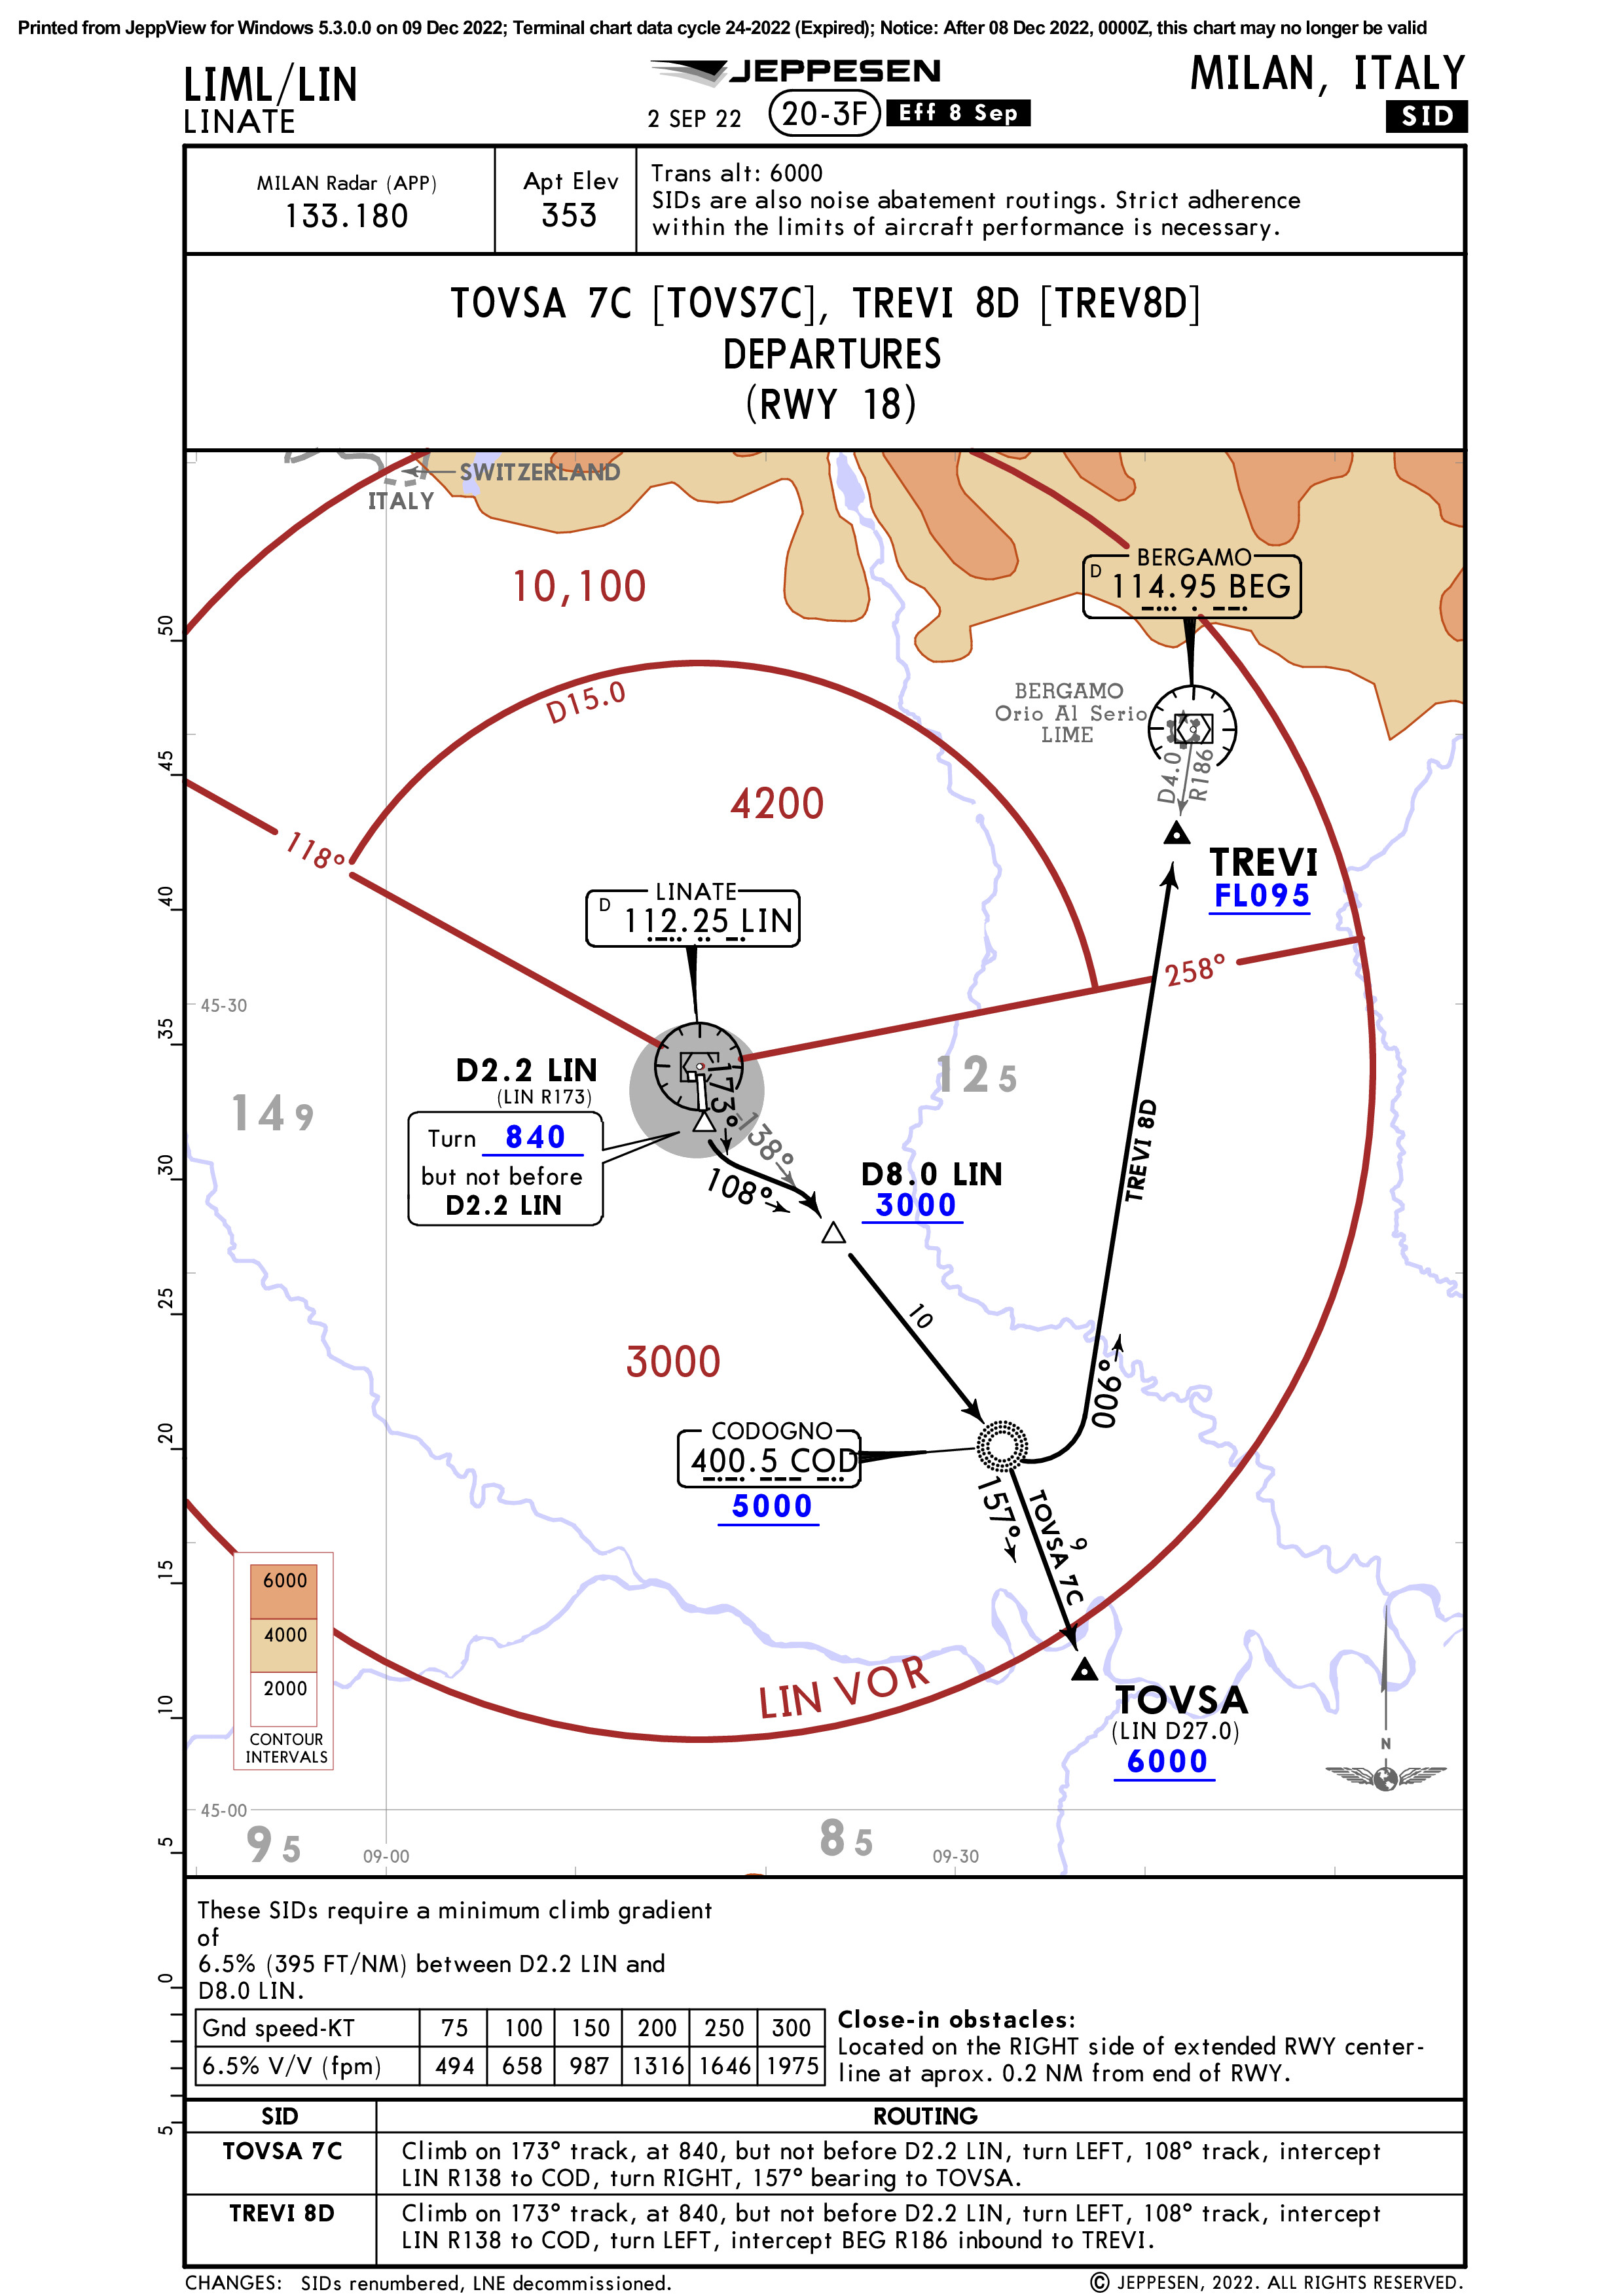 Printed from JeppView for Windows 5.3.0.0 on 09 Dec 2022; Terminal chart data cycle 24-2022 (Expired); Notice: After 08 Dec 2022, 0000Z, this chart may no longer be valid
LIML/LIN
LINATE
JEPPESEN
2 SEP 22
20-3F
Eff 8 Sep
MILAN, ITALY
SID
MILAN Radar (APP)
133.180
Apt Elev
353
Trans alt: 6000
SIDs are also noise abatement routings. Strict adherence
within the limits of aircraft performance is necessary.
TOVSA 7C [TOVS7C], TREVI 8D [TREV8D]
DEPARTURES
(RWY 18)
SWITZERLAND
ITALY
10,100
BERGAMO
D 114.95 BEG
50
BERGAMO
Orio Al Serio
LIME
D15.0
D4.0
R186
45
4200
118°
TREVI
FL095
LINATE
D 112.25 LIN
40
258°
45-30
35
D2.2 LIN
(LIN R173)
173°
125
149
Turn 840
but not before
D2.2 LIN
138°
108°
TREVI 8D
30
D8.0 LIN
3000
25
10
3000
006°
20
CODOGNO
400.5 COD
5000
157°
TOVSA 7C
9
15
6000
4000
2000
CONTOUR
INTERVALS
LIN VOR
10
TOVSA
(LIN D27.0)
6000
N
45-00
5
95
85
09-00
09-30
These SIDs require a minimum climb gradient
of
6.5% (395 FT/NM) between D2.2 LIN and
D8.0 LIN.
0
Gnd speed-KT 75 100 150 200 250 300
6.5% V/V (fpm) 494 658 987 1316 1646 1975
Close-in obstacles:
Located on the RIGHT side of extended RWY center-
line at aprox. 0.2 NM from end of RWY.
5
SID ROUTING
TOVSA 7C Climb on 173° track, at 840, but not before D2.2 LIN, turn LEFT, 108° track, intercept
LIN R138 to COD, turn RIGHT, 157° bearing to TOVSA.
TREVI 8D Climb on 173° track, at 840, but not before D2.2 LIN, turn LEFT, 108° track, intercept
LIN R138 to COD, turn LEFT, intercept BEG R186 inbound to TREVI.
CHANGES: SIDs renumbered, LNE decommissioned.
© JEPPESEN, 2022. ALL RIGHTS RESERVED.